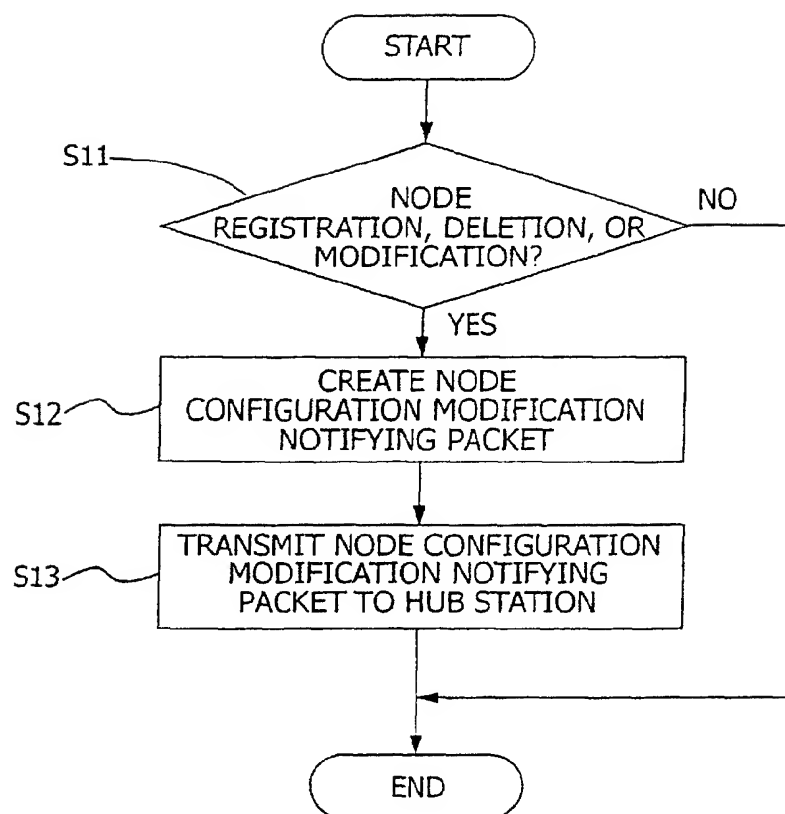 START
S11
NODE
REGISTRATION, DELETION, OR
MODIFICATION?
NO
YES
S12
CREATE NODE
CONFIGURATION MODIFICATION
NOTIFYING PACKET
S13
TRANSMIT NODE CONFIGURATION
MODIFICATION NOTIFYING
PACKET TO HUB STATION
END